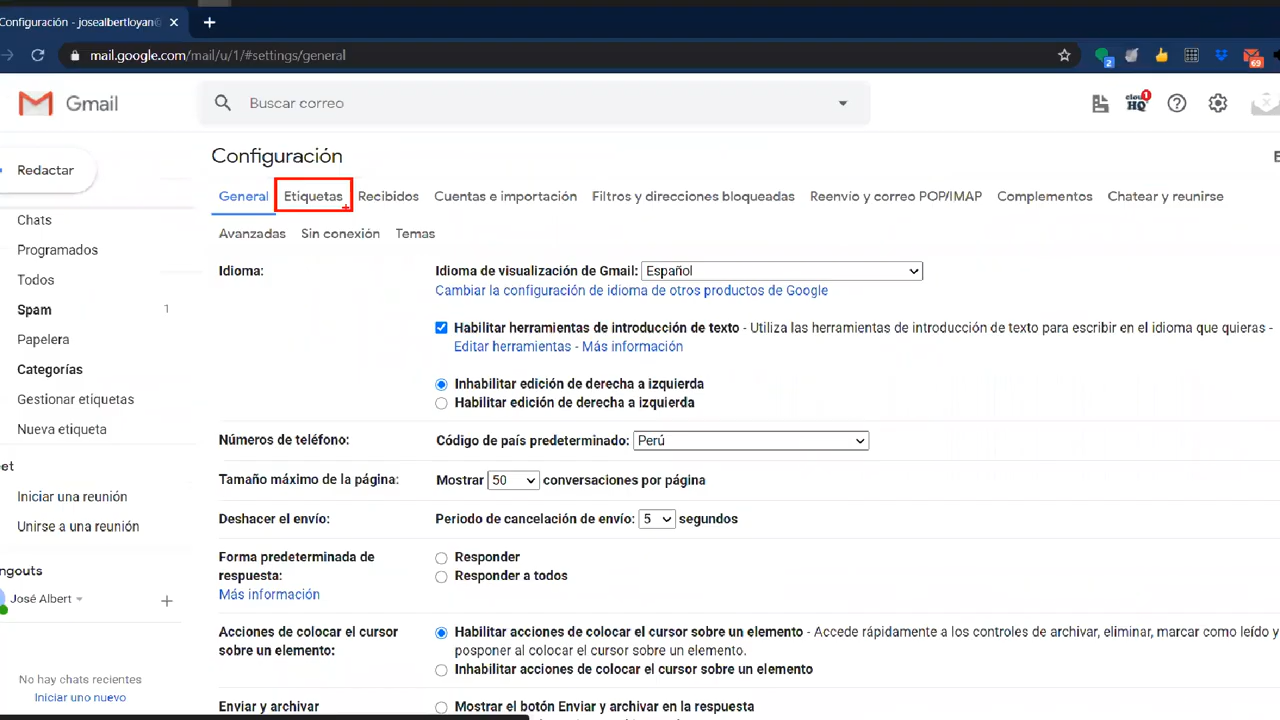 Configuración - josealbertloyan@
mail.google.com/mail/u/1/#settings/general
2
69
Gmail
Buscar correo
cloud
HQ
1
Redactar
Chats
Programados
Todos
Spam 1
Papelera
Categorías
Gestionar etiquetas
Nueva etiqueta
et
Iniciar una reunión
Unirse a una reunión
ngouts
José Albert
No hay chats recientes
Iniciar uno nuevo
Configuración
General Etiquetas Recibidos Cuentas e importación Filtros y direcciones bloqueadas Reenvío y correo POP/IMAP Complementos Chatear y reunirse
Avanzadas Sin conexión Temas
Idioma: Idioma de visualización de Gmail: Español
Cambiar la configuración de idioma de otros productos de Google
Habilitar herramientas de introducción de texto - Utiliza las herramientas de introducción de texto para escribir en el idioma que quieras -
Editar herramientas - Más información
Inhabilitar edición de derecha a izquierda
Habilitar edición de derecha a izquierda
Números de teléfono: Código de país predeterminado: Perú
Tamaño máximo de la página: Mostrar 50 conversaciones por página
Deshacer el envío: Periodo de cancelación de envío: 5 segundos
Forma predeterminada de
respuesta:
Más información
Responder
Responder a todos
Acciones de colocar el cursor
sobre un elemento:
Habilitar acciones de colocar el cursor sobre un elemento - Accede rápidamente a los controles de archivar, eliminar, marcar como leído y
posponer al colocar el cursor sobre un elemento.
Inhabilitar acciones de colocar el cursor sobre un elemento
Enviar y archivar Mostrar el botón Enviar y archivar en la respuesta